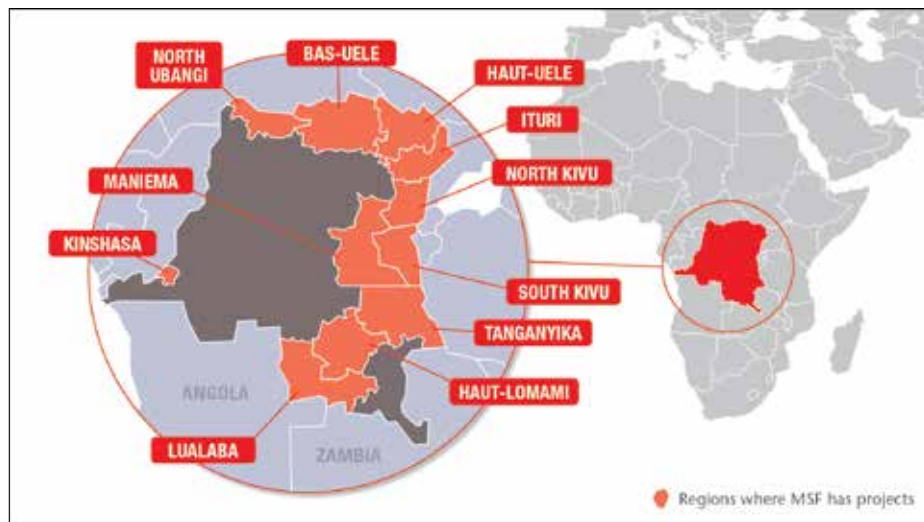 NORTH
UBANGI
BAS-UELE
HAUT-UELE
ITURI
NORTH KIVU
MANIEMA
KINSHASA
SOUTH KIVU
TANGANYIKA
HAUT-LOMAMI
ANGOLA
LUALABA
ZAMBIA
Regions where MSF has projects